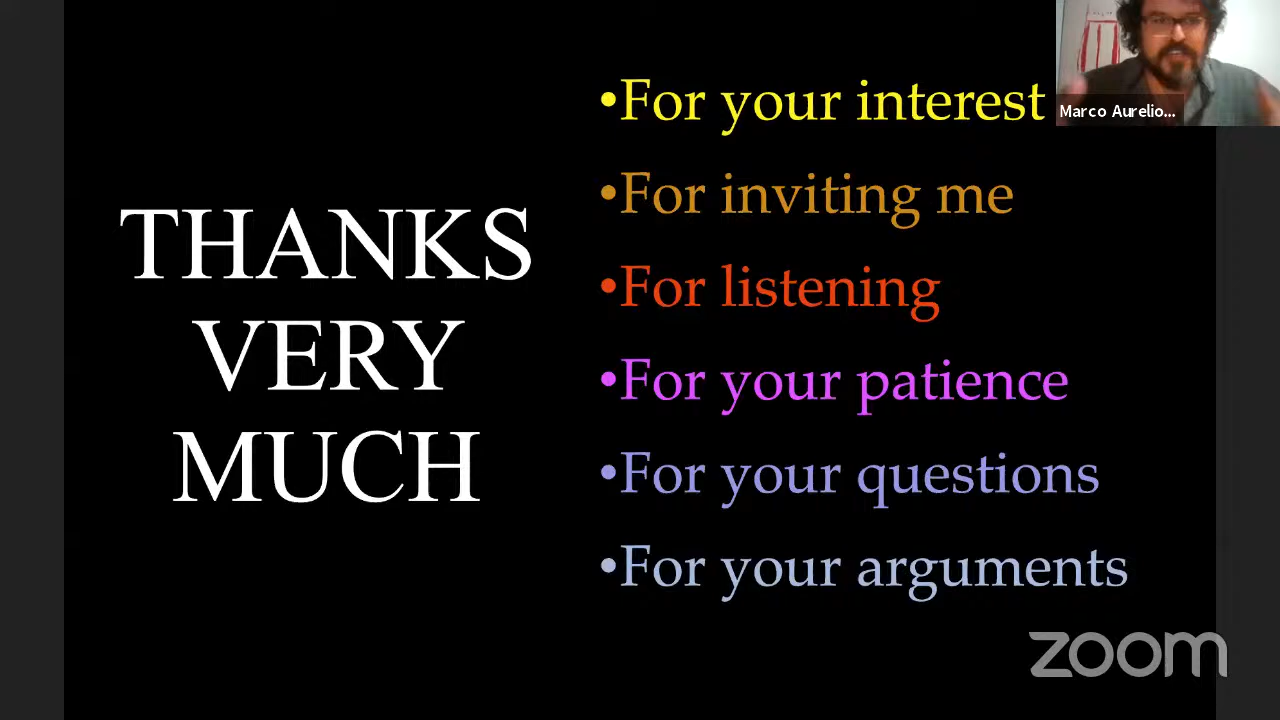 THANKS
VERY
MUCH
•For your interest
•For inviting me
•For listening
•For your patience
•For your questions
•For your arguments
Marco Aurelio...
zoom